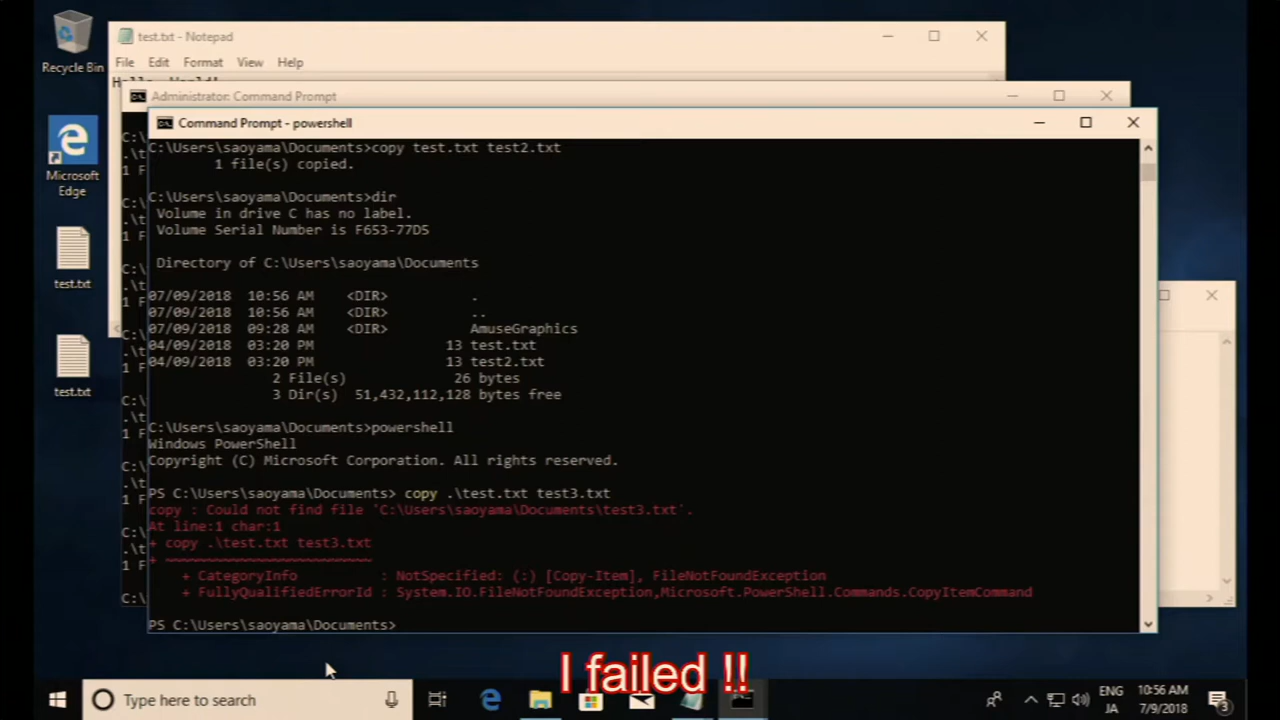 Recycle Bin
Microsoft
Edge
test.txt
test.txt
test.txt - Notepad
File Edit Format View Help
Administrator: Command Prompt
Command Prompt - powershell
C:\Users\saoyama\Documents>copy test.txt test2.txt
        1 file(s) copied.
C:\Users\saoyama\Documents>dir
 Volume in drive C has no label.
 Volume Serial Number is F653-77D5
 Directory of C:\Users\saoyama\Documents
07/09/2018  10:56 AM    <DIR>          .
07/09/2018  10:56 AM    <DIR>          ..
07/09/2018  09:28 AM    <DIR>          AmuseGraphics
04/09/2018  03:20 PM                13 test.txt
04/09/2018  03:20 PM                13 test2.txt
               2 File(s)             26 bytes
               3 Dir(s)  51,432,112,128 bytes free
C:\Users\saoyama\Documents>powershell
Windows PowerShell
Copyright (C) Microsoft Corporation. All rights reserved.
PS C:\Users\saoyama\Documents> copy .\test.txt test3.txt
copy : Could not find file 'C:\Users\saoyama\Documents\test3.txt'.
At line:1 char:1
+ copy .\test.txt test3.txt
+ ~~~~~~~~~~~~~~~~~~~~~~~~~
    + CategoryInfo          : NotSpecified: (:) [Copy-Item], FileNotFoundException
    + FullyQualifiedErrorId : System.IO.FileNotFoundException,Microsoft.PowerShell.Commands.CopyItemCommand
PS C:\Users\saoyama\Documents>
I failed !!
Type here to search
ENG
JA
10:56 AM
7/9/2018
3